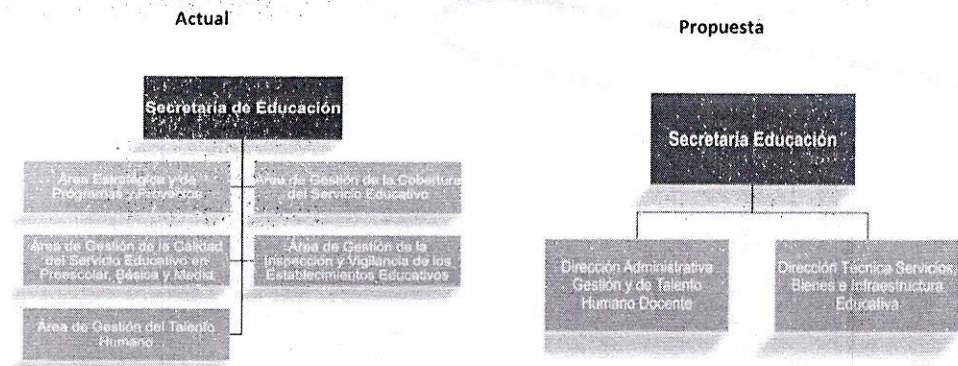 Actual
Secretaría de Educación
Área Estratégica y de
Programas y Proyectos
Área de Gestión de la Cobertura
del Servicio Educativo
Área de Gestión de la Calidad
del Servicio Educativo en
Preescolar, Básica y Media
Área de Gestión de la
Inspección y Vigilancia de los
Establecimientos Educativos
Área de Gestión del Talento
Humano
Propuesta
Secretaria Educación
Dirección Administrativa
Gestión y de Talento
Humano Docente
Dirección Técnica Servicios,
Bienes e Infraestructura
Educativa